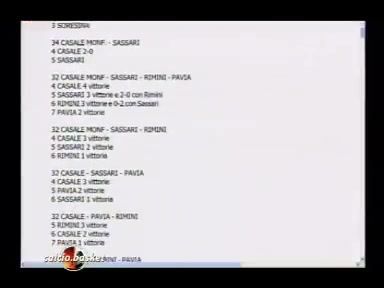 3 SORESINA
34 CASALE MONF. - SASSARI
4 CASALE 2-0
5 SASSARI
32 CASALE MONF - SASSARI - RIMINI - PAVIA
4 CASALE 4 vittorie
5 SASSARI 3 vittorie e 2-0 con Rimini
6 RIMINI 3 vittorie e 0-2 con Sassari
7 PAVIA 2 vittorie
32 CASALE MONF - SASSARI - RIMINI
4 CASALE 3 vittorie
5 SASSARI 2 vittorie
6 RIMINI 1 vittoria
32 CASALE - SASSARI - PAVIA
4 CASALE 3 vittorie
5 PAVIA 2 vittorie
6 SASSARI 1 vittoria
32 CASALE - PAVIA - RIMINI
5 RIMINI 3 vittorie
6 CASALE 2 vittorie
7 PAVIA 1 vittoria
- PAVIA
calcio.basket